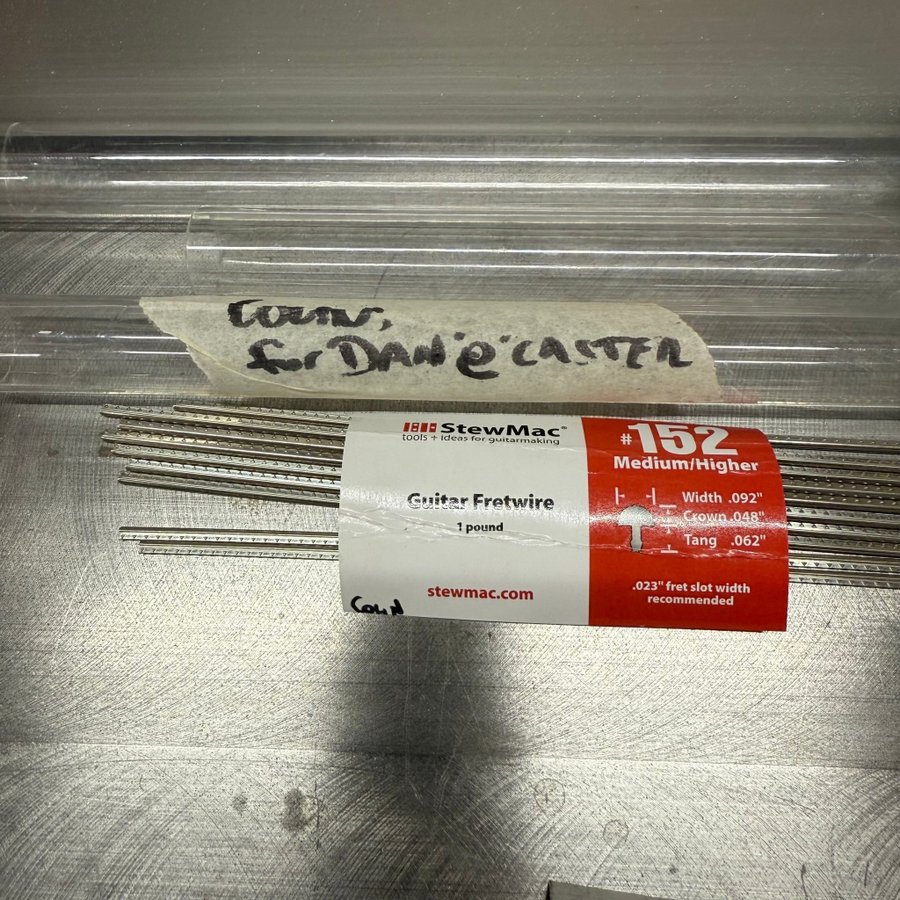 Colin,
for DAN "e" CASTER
StewMac®
tools + ideas for guitarmaking
Guitar Fretwire
1 pound
stewmac.com
Colin
#152
Medium/Higher
Width .092"
Crown .048"
Tang .062"
.023" fret slot width
recommended